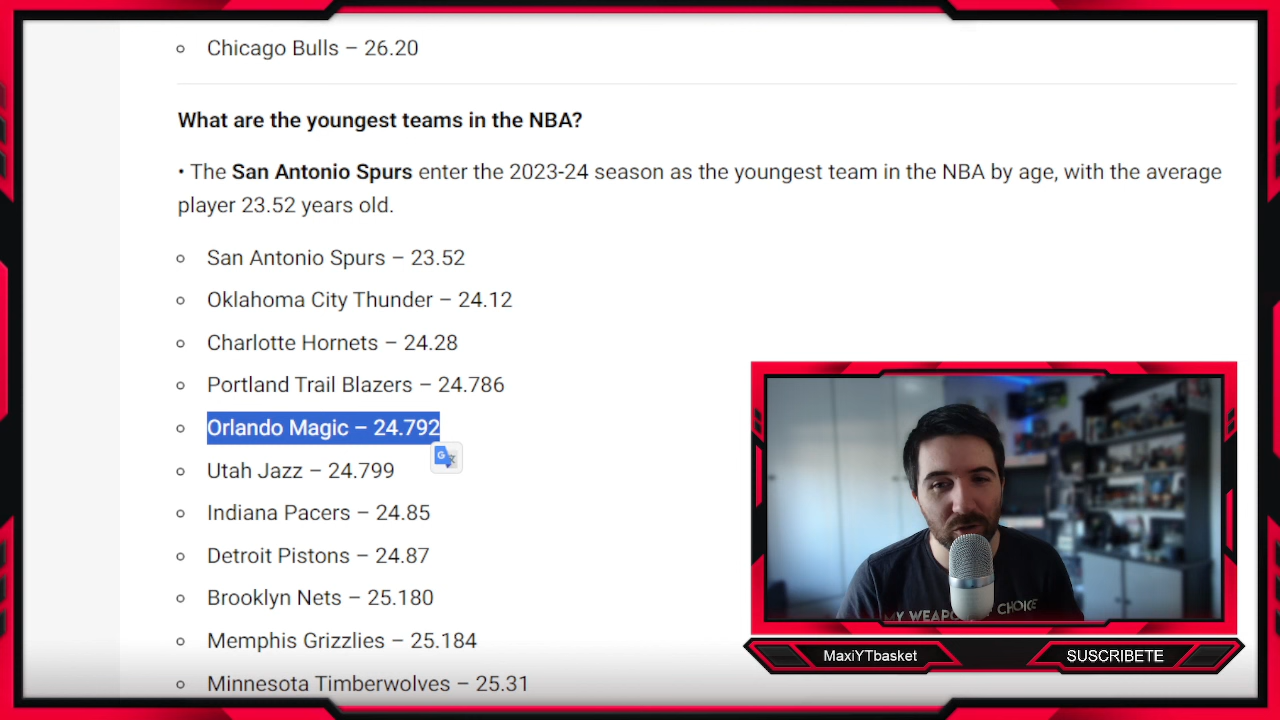 Chicago Bulls – 26.20
What are the youngest teams in the NBA?
• The San Antonio Spurs enter the 2023-24 season as the youngest team in the NBA by age, with the average
player 23.52 years old.
San Antonio Spurs – 23.52
Oklahoma City Thunder – 24.12
Charlotte Hornets – 24.28
Portland Trail Blazers – 24.786
Orlando Magic – 24.792
Utah Jazz – 24.799
Indiana Pacers – 24.85
Detroit Pistons – 24.87
Brooklyn Nets – 25.180
Memphis Grizzlies – 25.184
Minnesota Timberwolves – 25.31
MY CHOICE
MaxiYTbasket
SUSCRIBETE